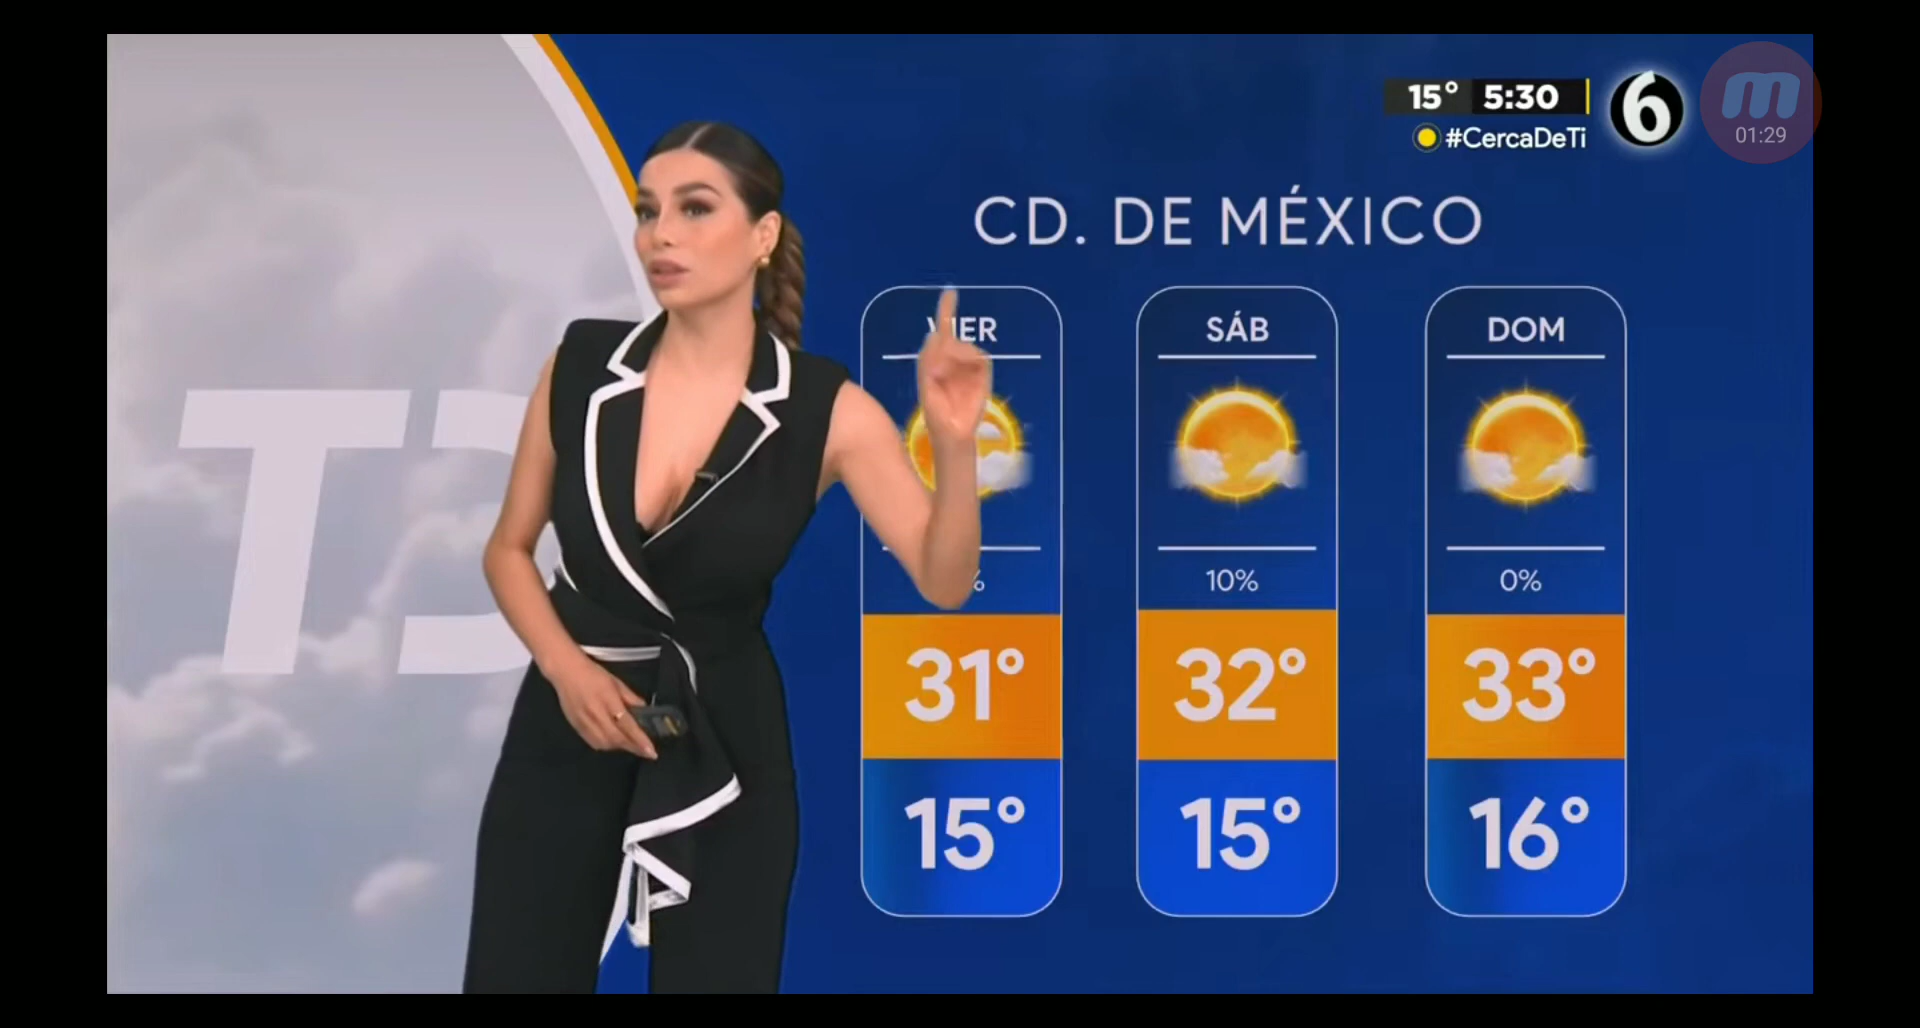 15° 5:30
#CercaDeTi
6
01:29
CD. DE MÉXICO
SÁB DOM
10% 0%
31° 32° 33°
15° 15° 16°